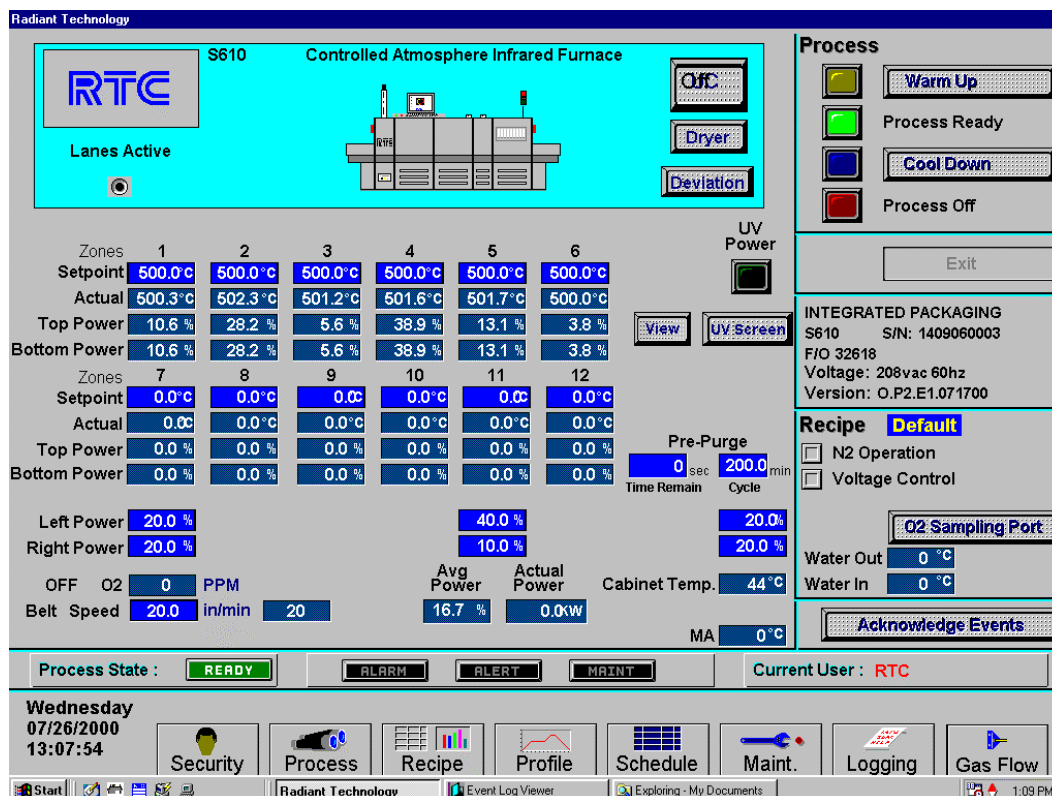 Radiant Technology
RTC
S610 Controlled Atmosphere Infrared Furnace
Lanes Active
Dryer
Deviation
Process
Warm Up
Process Ready
Cool Down
Process Off
Exit
UV Power
Zones 1 2 3 4 5 6
Setpoint 500.0°C 500.0°C 500.0°C 500.0°C 500.0°C 500.0°C
Actual 500.3°C 502.3°C 501.2°C 501.6°C 501.7°C 500.0°C
Top Power 10.6 % 28.2 % 5.6 % 38.9 % 13.1 % 3.8 %
Bottom Power 10.6 % 28.2 % 5.6 % 38.9 % 13.1 % 3.8 %
View UV Screen
Zones 7 8 9 10 11 12
Setpoint 0.0°C 0.0°C 0.0°C 0.0°C 0.0°C 0.0°C
Actual 0.0°C 0.0°C 0.0°C 0.0°C 0.0°C 0.0°C
Top Power 0.0 % 0.0 % 0.0 % 0.0 % 0.0 % 0.0 %
Bottom Power 0.0 % 0.0 % 0.0 % 0.0 % 0.0 % 0.0 %
Pre-Purge
0 sec 200.0 min
Time Remain Cycle
Left Power 20.0 % 40.0 % 20.0%
Right Power 20.0 % 10.0 % 20.0 %
OFF O2 0 PPM
Belt Speed 20.0 in/min 20
Avg Power Actual Power
16.7 % 0.0KW
Cabinet Temp. 44°C
MA 0°C
INTEGRATED PACKAGING
S610 S/N: 1409060003
F/O 32618
Voltage: 208vac 60hz
Version: O.P2.E1.071700
Recipe Default
N2 Operation
Voltage Control
O2 Sampling Port
Water Out 0 °C
Water In 0 °C
Acknowledge Events
Process State : READY ALARM ALERT MAINT Current User : RTC
Wednesday
07/26/2000
13:07:54
Security Process Recipe Profile Schedule Maint. Logging Gas Flow
Start Radiant Technology Event Log Viewer Exploring - My Documents 1:09 PM